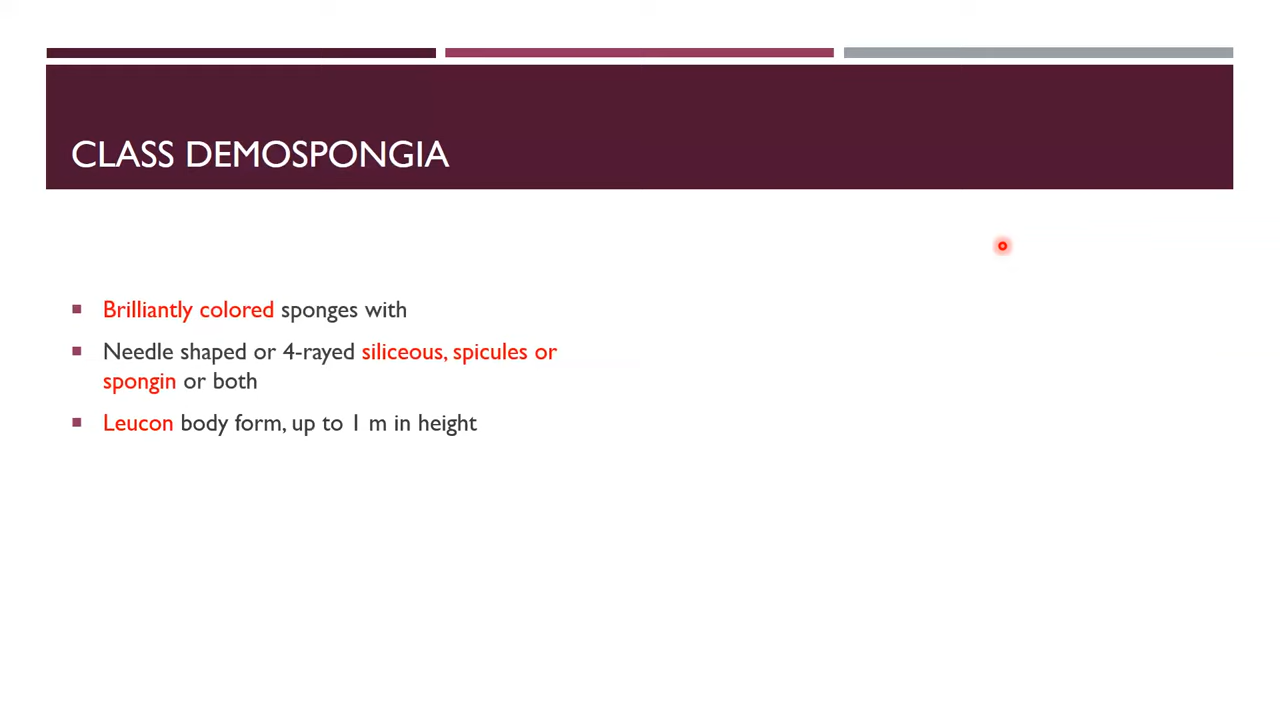 CLASS DEMOSPONGIA
Brilliantly colored sponges with
Needle shaped or 4-rayed siliceous, spicules or
spongin or both
Leucon body form, up to 1 m in height